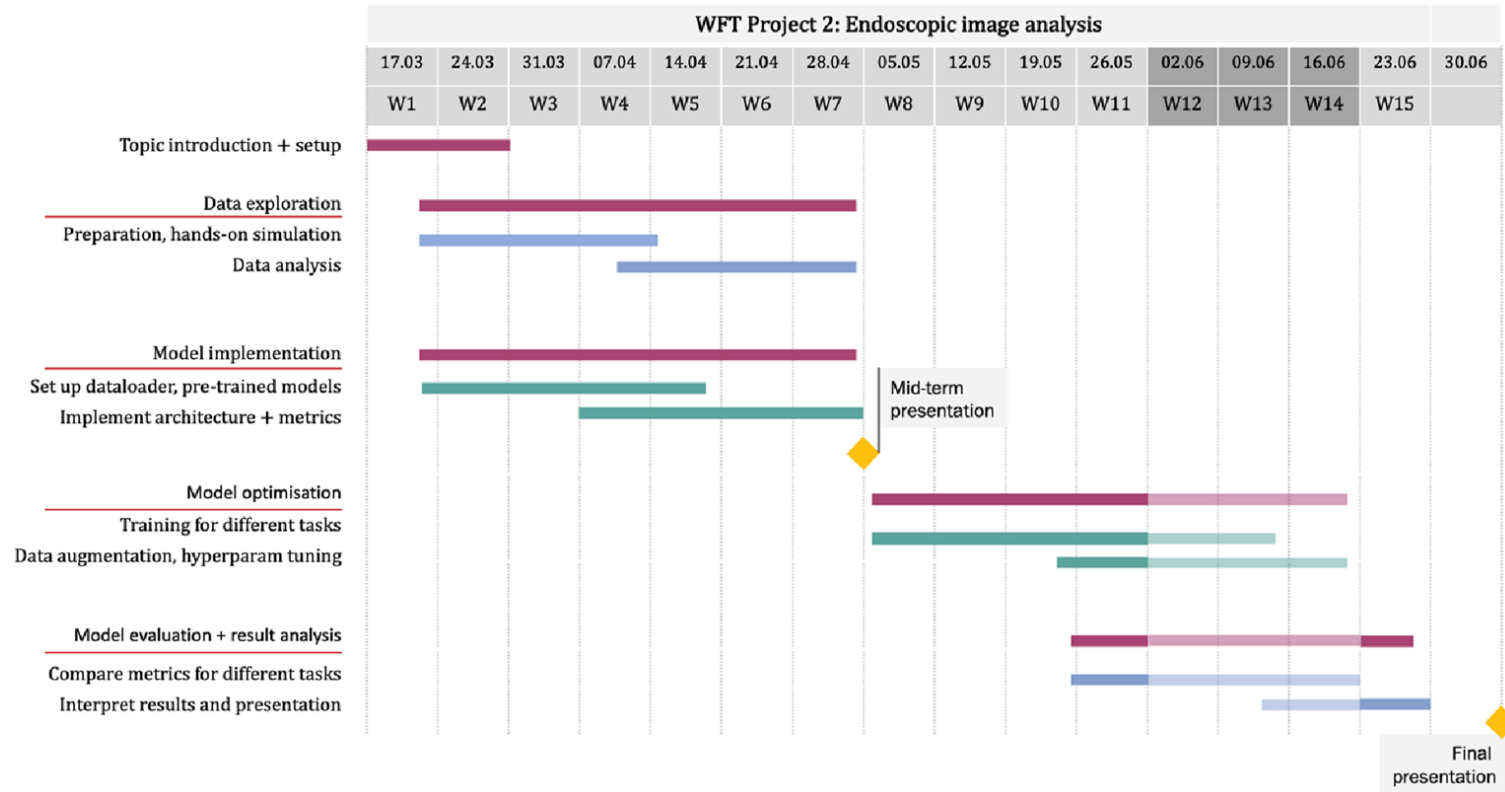 WFT Project 2: Endoscopic image analysis
17.03 24.03 31.03 07.04 14.04 21.04 28.04 05.05 12.05 19.05 26.05 02.06 09.06 16.06 23.06 30.06
W1 W2 W3 W4 W5 W6 W7 W8 W9 W10 W11 W12 W13 W14 W15
Topic introduction + setup
Data exploration
Preparation, hands-on simulation
Data analysis
Model implementation
Set up dataloader, pre-trained models
Implement architecture + metrics
Mid-term
presentation
Model optimisation
Training for different tasks
Data augmentation, hyperparam tuning
Model evaluation + result analysis
Compare metrics for different tasks
Interpret results and presentation
Final
presentation